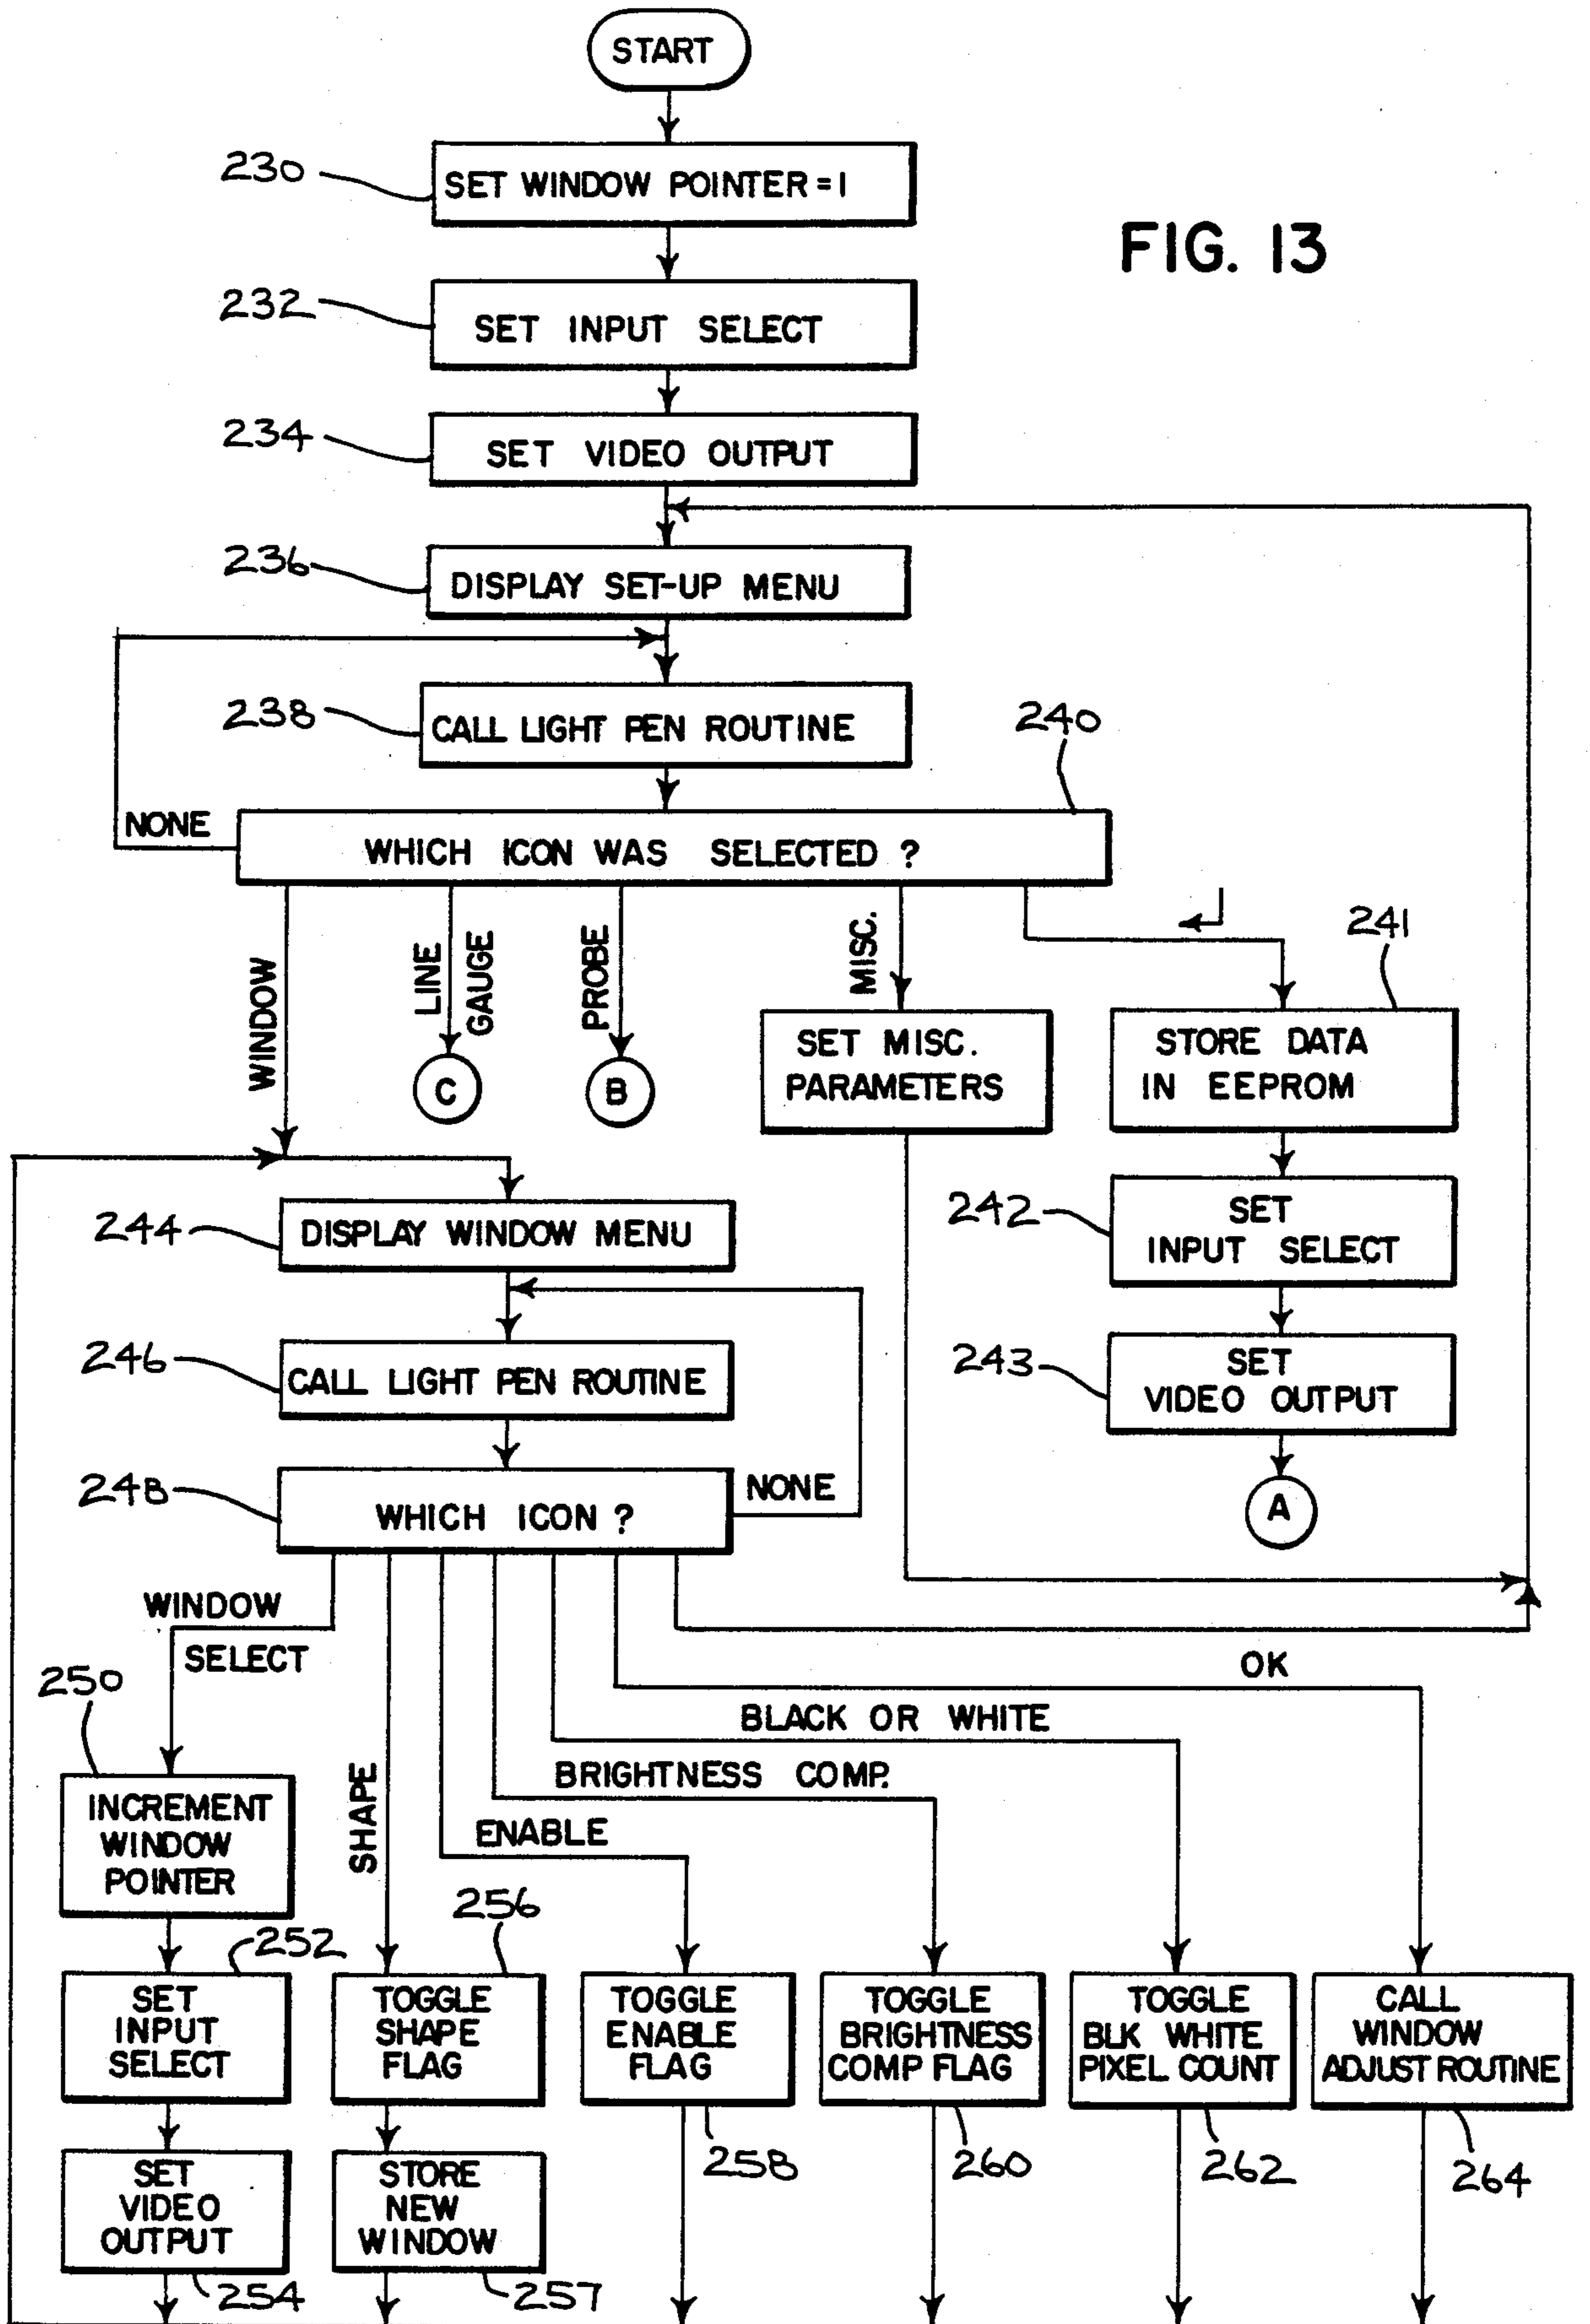 START
230
SET WINDOW POINTER = 1
FIG. 13
232
SET INPUT SELECT
234
SET VIDEO OUTPUT
236
DISPLAY SET-UP MENU
238
CALL LIGHT PEN ROUTINE
240
NONE
WHICH ICON WAS SELECTED ?
WINDOW
LINE
GAUGE
PROBE
MISC.
241
C
B
SET MISC.
PARAMETERS
STORE DATA
IN EEPROM
244
DISPLAY WINDOW MENU
242
SET
INPUT SELECT
246
CALL LIGHT PEN ROUTINE
243
SET
VIDEO OUTPUT
248
WHICH ICON ?
NONE
A
WINDOW
SELECT
OK
250
BLACK OR WHITE
BRIGHTNESS COMP.
ENABLE
SHAPE
INCREMENT
WINDOW
POINTER
252
256
SET
INPUT
SELECT
TOGGLE
SHAPE
FLAG
TOGGLE
ENABLE
FLAG
TOGGLE
BRIGHTNESS
COMP FLAG
TOGGLE
BLK WHITE
PIXEL COUNT
CALL
WINDOW
ADJUST ROUTINE
258
260
262
264
SET
VIDEO
OUTPUT
STORE
NEW
WINDOW
254
257